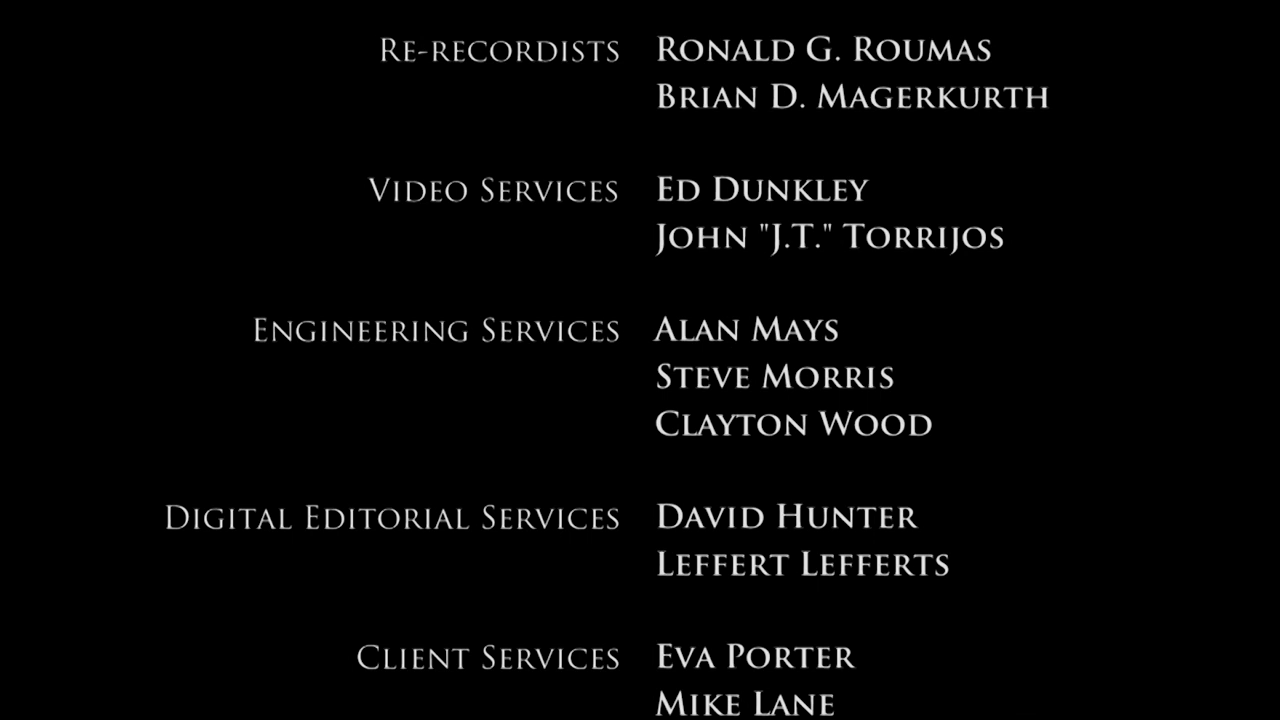 Re-recordists Ronald G. Roumas
Brian D. Magerkurth
Video Services Ed Dunkley
John "J.T." Torrijos
Engineering Services Alan Mays
Steve Morris
Clayton Wood
Digital Editorial Services David Hunter
Leffert Lefferts
Client Services Eva Porter
Mike Lane